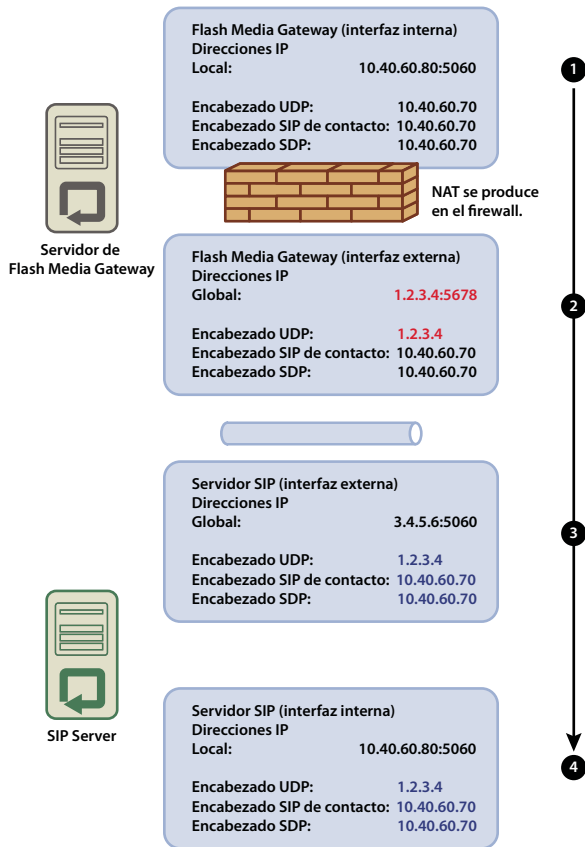 Flash Media Gateway (interfaz interna)
Direcciones IP
Local: 10.40.60.80:5060
Encabezado UDP: 10.40.60.70
Encabezado SIP de contacto: 10.40.60.70
Encabezado SDP: 10.40.60.70
1
NAT se produce
en el firewall.
Servidor de
Flash Media Gateway
Flash Media Gateway (interfaz externa)
Direcciones IP
Global: 1.2.3.4:5678
Encabezado UDP: 1.2.3.4
Encabezado SIP de contacto: 10.40.60.70
Encabezado SDP: 10.40.60.70
2
Servidor SIP (interfaz externa)
Direcciones IP
Global: 3.4.5.6:5060
Encabezado UDP: 1.2.3.4
Encabezado SIP de contacto: 10.40.60.70
Encabezado SDP: 10.40.60.70
3
SIP Server
Servidor SIP (interfaz interna)
Direcciones IP
Local: 10.40.60.80:5060
Encabezado UDP: 1.2.3.4
Encabezado SIP de contacto: 10.40.60.70
Encabezado SDP: 10.40.60.70
4